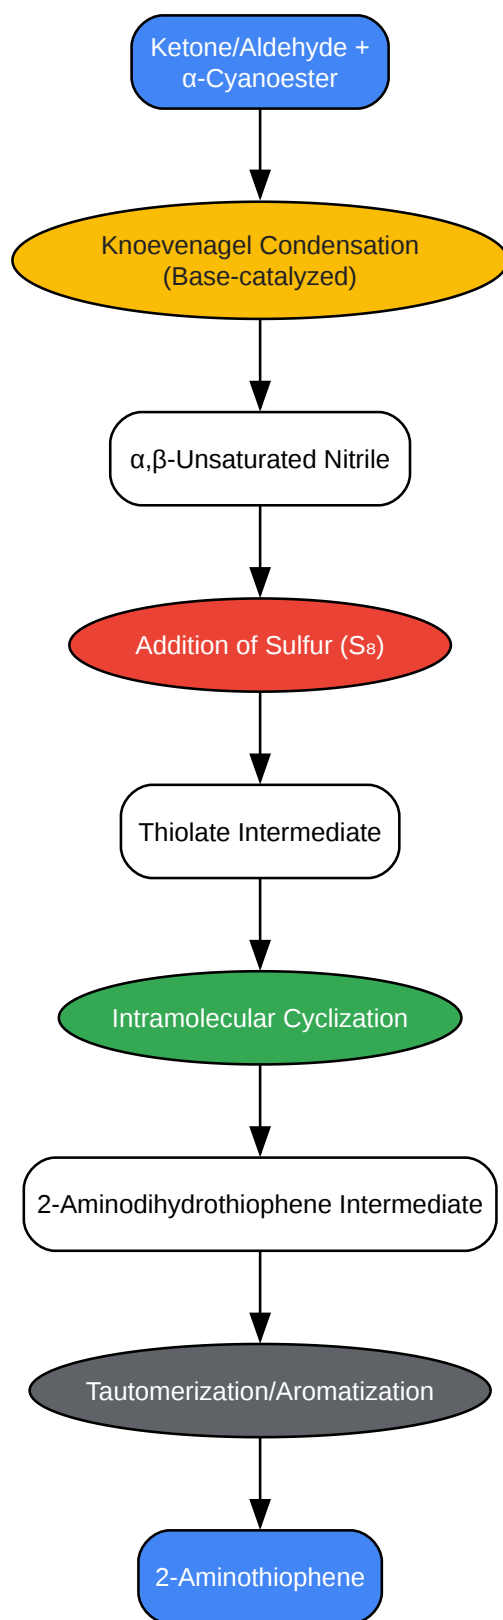 Ketone/Aldehyde +
α-Cyanoester
Knoevenagel Condensation
(Base-catalyzed)
α,β-Unsaturated Nitrile
Addition of Sulfur (S₈)
Thiolate Intermediate
Intramolecular Cyclization
2-Aminodihydrothiophene Intermediate
Tautomerization/Aromatization
2-Aminothiophene